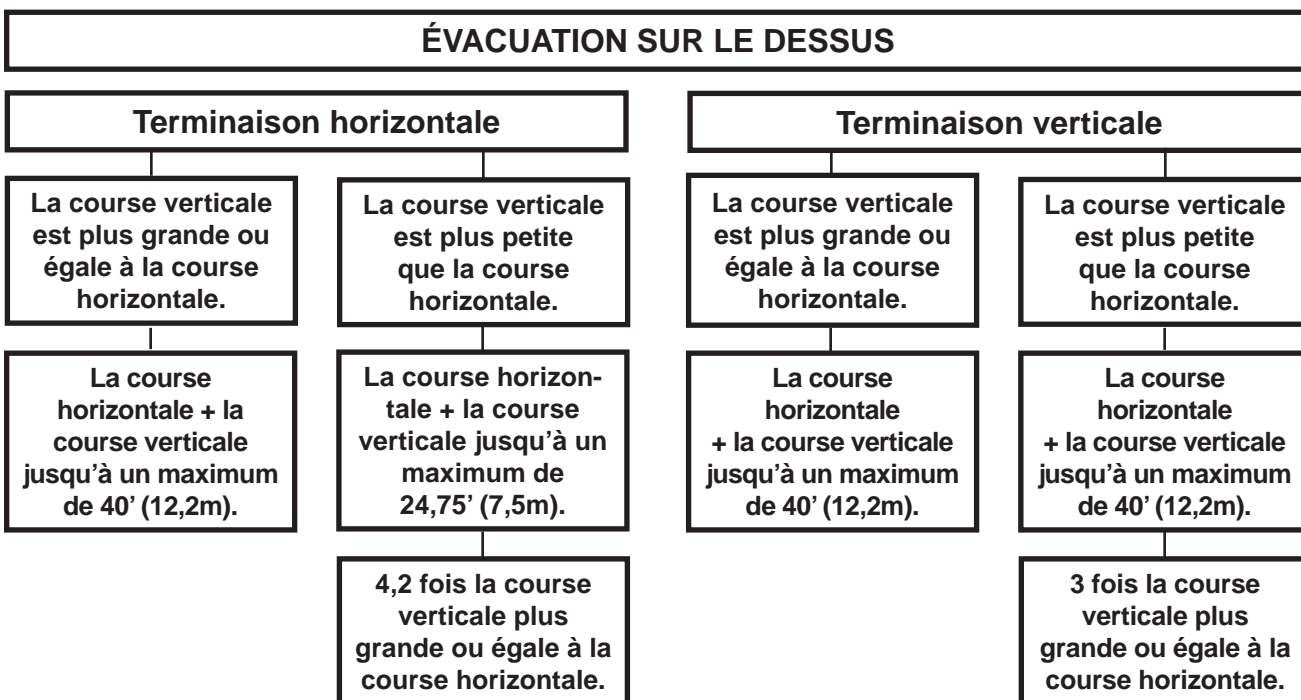 ÉVACUATION SUR LE DESSUS
Terminaison horizontale
La course verticale
est plus grande ou
égale à la course
horizontale.
La course
horizontale + la
course verticale
jusqu’à un maximum
de 40’ (12,2m).
La course verticale
est plus petite
que la course
horizontale.
La course horizon-
tale + la course
verticale jusqu’à un
maximum de
24,75’ (7,5m).
4,2 fois la course
verticale plus
grande ou égale à la
course horizontale.
Terminaison verticale
La course verticale
est plus grande ou
égale à la course
horizontale.
La course
horizontale
+ la course verticale
jusqu’à un maximum
de 40’ (12,2m).
La course verticale
est plus petite
que la course
horizontale.
La course
horizontale
+ la course verticale
jusqu’à un maximum
de 40’ (12,2m).
3 fois la course
verticale plus
grande ou égale à la
course horizontale.